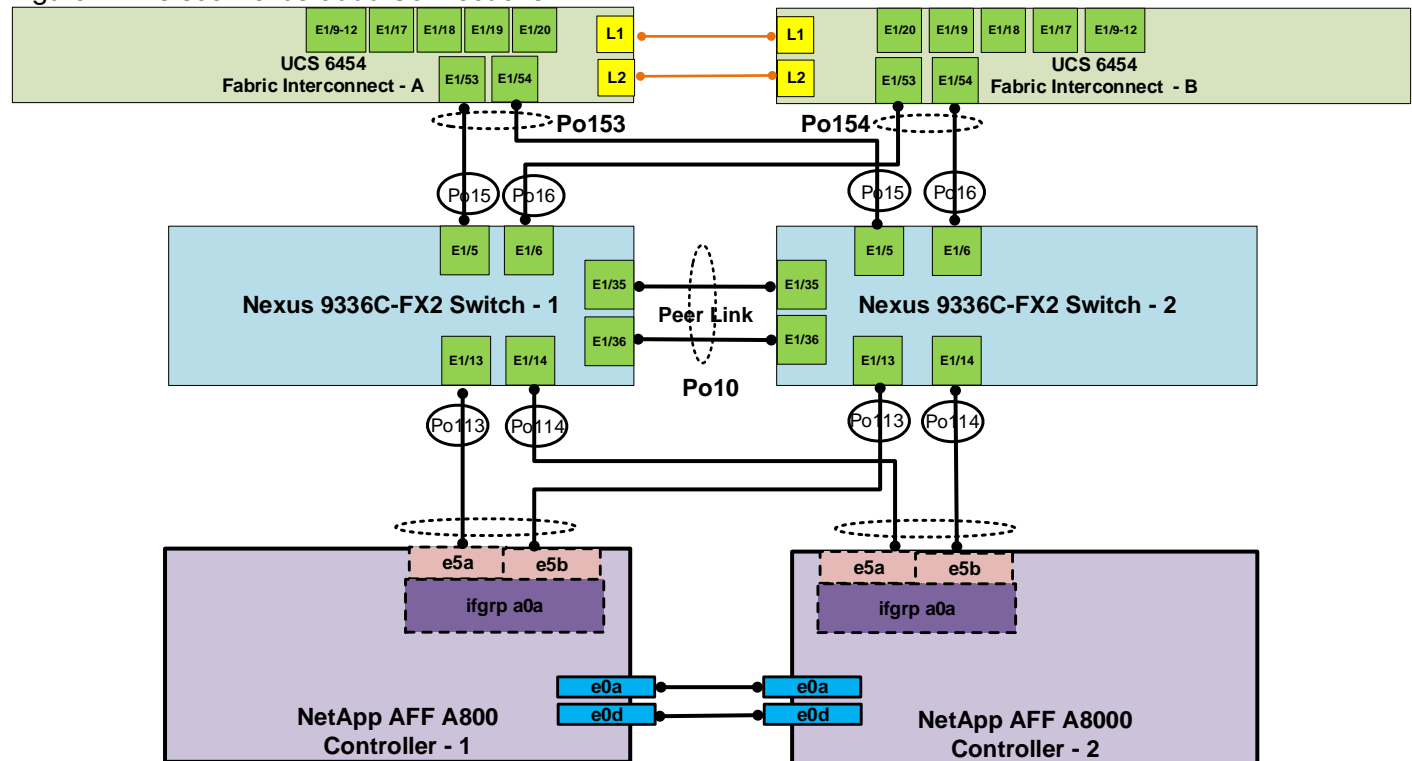 E1/9-12 E1/17 E1/18 E1/19 E1/20 L1 L1 E1/20 E1/19 E1/18 E1/17 E1/9-12
UCS 6454
Fabric Interconnect - A
E1/53 E1/54 L2 L2 E1/53 E1/54
UCS 6454
Fabric Interconnect - B
Po153 Po154
Po15 Po16 Po15 Po16
E1/5 E1/6 E1/5 E1/6
E1/35 E1/35
Nexus 9336C-FX2 Switch - 1 Peer Link Nexus 9336C-FX2 Switch - 2
E1/36 E1/36
E1/13 E1/14 E1/13 E1/14
Po10
Po113 Po114 Po113 Po114
e5a e5b e5a e5b
ifgrp a0a ifgrp a0a
e0a e0a
e0d e0d
NetApp AFF A800
Controller - 1
NetApp AFF A8000
Controller - 2